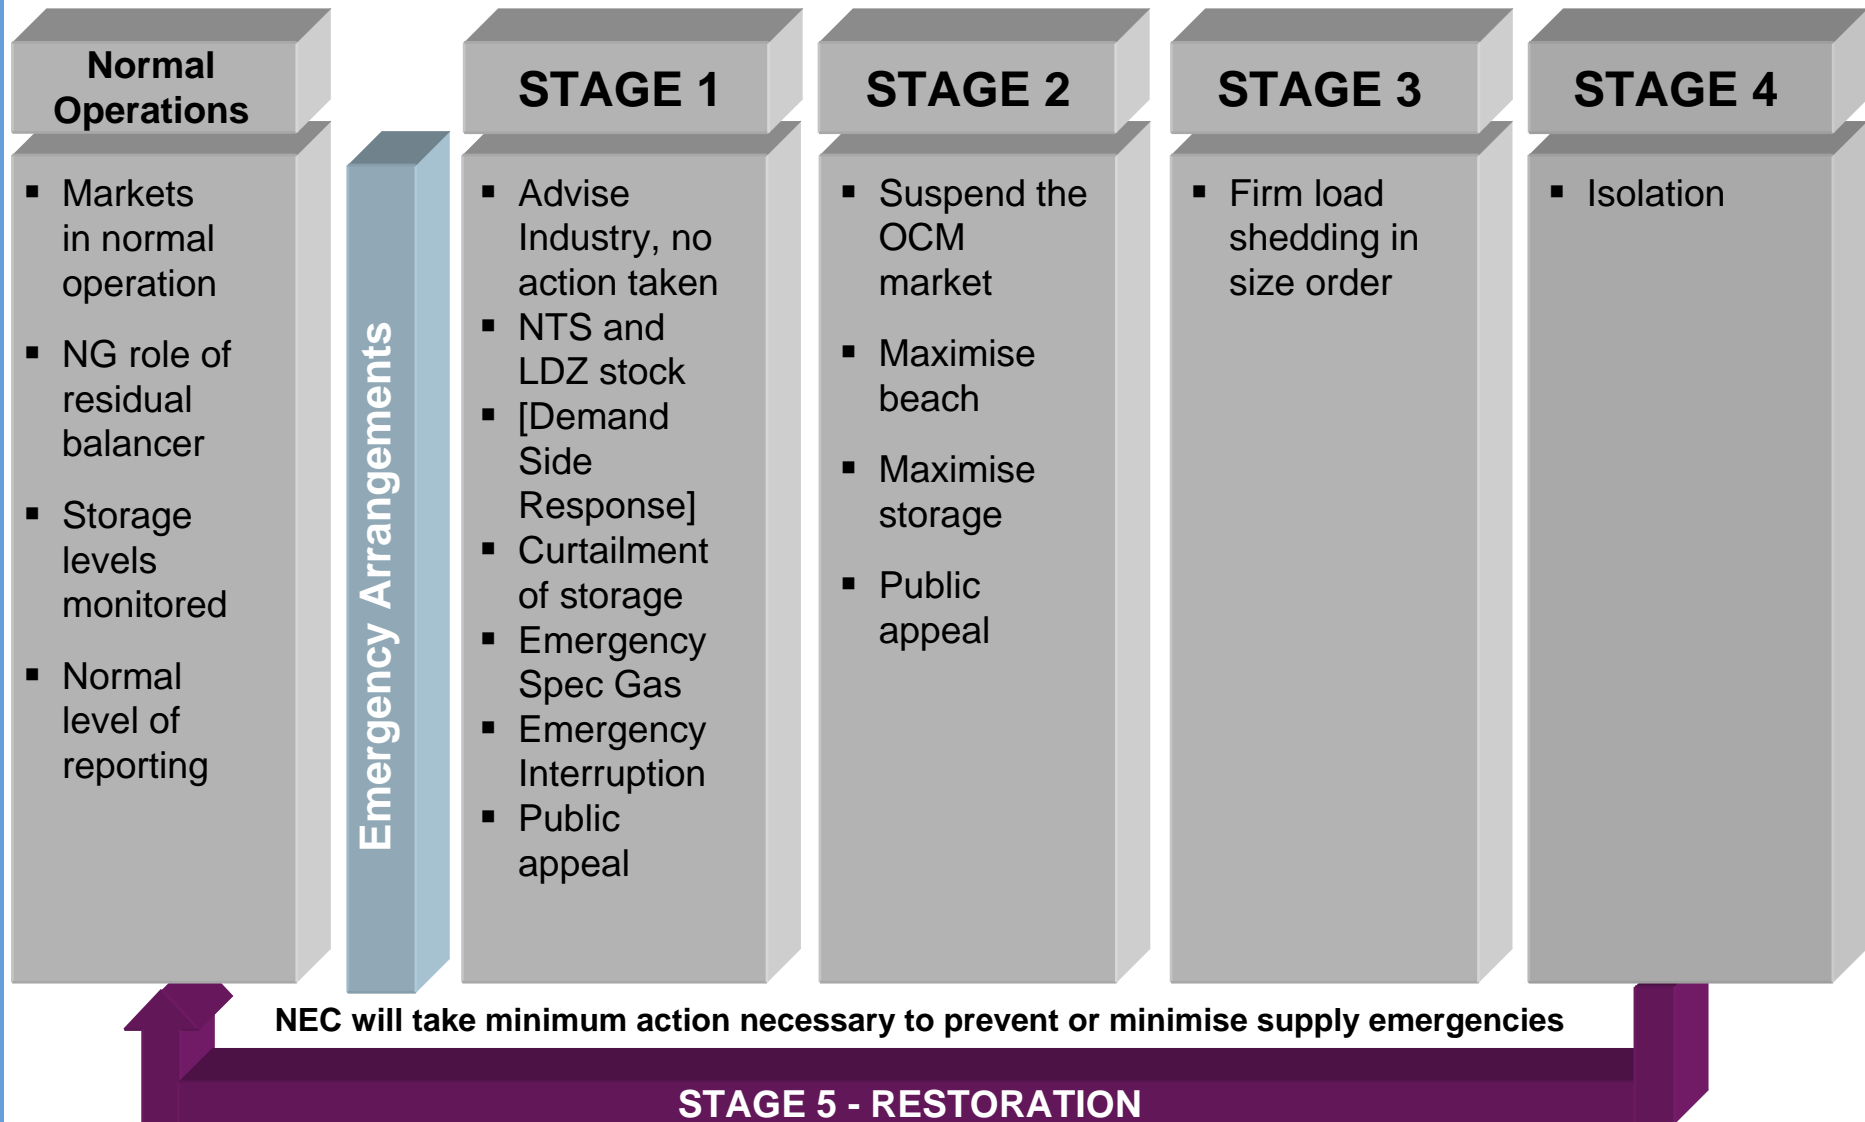 Normal
Operations
▪ Markets
in normal
operation
▪ NG role of
residual
balancer
▪ Storage
levels
monitored
▪ Normal
level of
reporting
Emergency Arrangements
STAGE 1
▪ Advise
Industry, no
action taken
▪ NTS and
LDZ stock
▪ [Demand
Side
Response]
▪ Curtailment
of storage
▪ Emergency
Spec Gas
▪ Emergency
Interruption
▪ Public
appeal
STAGE 2
▪ Suspend the
OCM
market
▪ Maximise
beach
▪ Maximise
storage
▪ Public
appeal
STAGE 3
▪ Firm load
shedding in
size order
STAGE 4
▪ Isolation
NEC will take minimum action necessary to prevent or minimise supply emergencies
STAGE 5 - RESTORATION